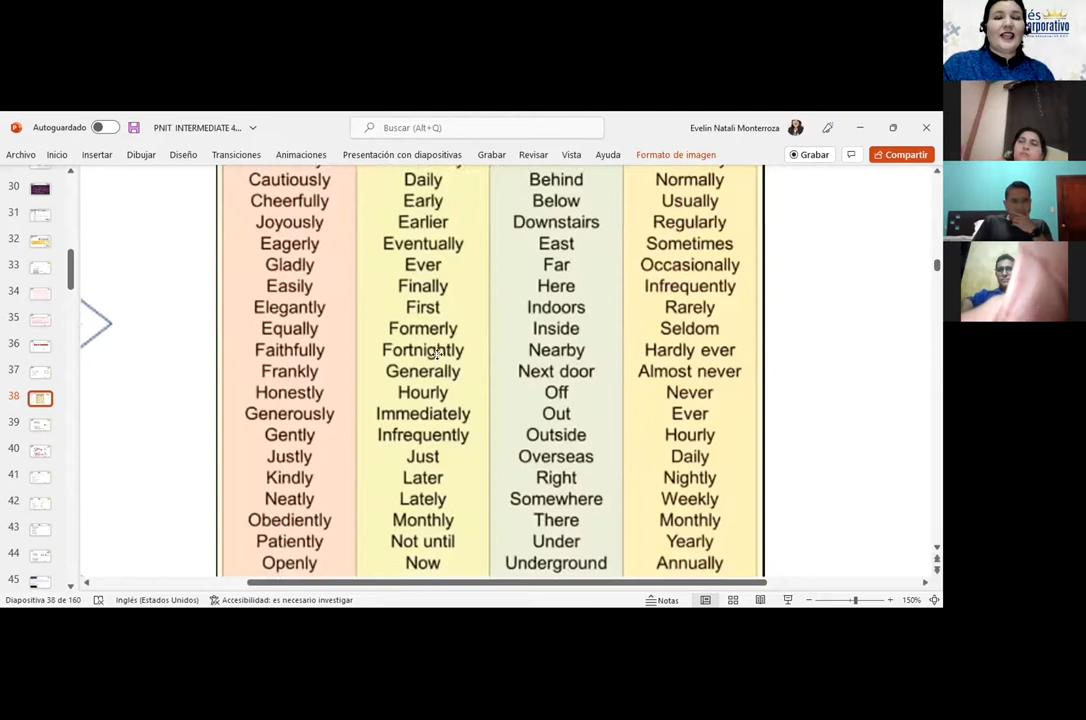 és
orporativo
Autoguardado
PNIT INTERMEDIATE 4...
Buscar (Alt+Q)
Evelin Natali Monterroza
Archivo Inicio Insertar Dibujar Diseño Transiciones Animaciones Presentación con diapositivas Grabar Revisar Vista Ayuda Formato de imagen Grabar Compartir
30
31
32
33
34
35
36
37
38
39
40
41
42
43
44
45
Cautiously Daily Behind Normally
Cheerfully Early Below Usually
Joyously Earlier Downstairs Regularly
Eagerly Eventually East Sometimes
Gladly Ever Far Occasionally
Easily Finally Here Infrequently
Elegantly First Indoors Rarely
Equally Formerly Inside Seldom
Faithfully Fortnightly Nearby Hardly ever
Frankly Generally Next door Almost never
Honestly Hourly Off Never
Generously Immediately Out Ever
Gently Infrequently Outside Hourly
Justly Just Overseas Daily
Kindly Later Right Nightly
Neatly Lately Somewhere Weekly
Obediently Monthly There Monthly
Patiently Not until Under Yearly
Openly Now Underground Annually
Diapositiva 38 de 160 Inglés (Estados Unidos) Accesibilidad: es necesario investigar Notas 150%